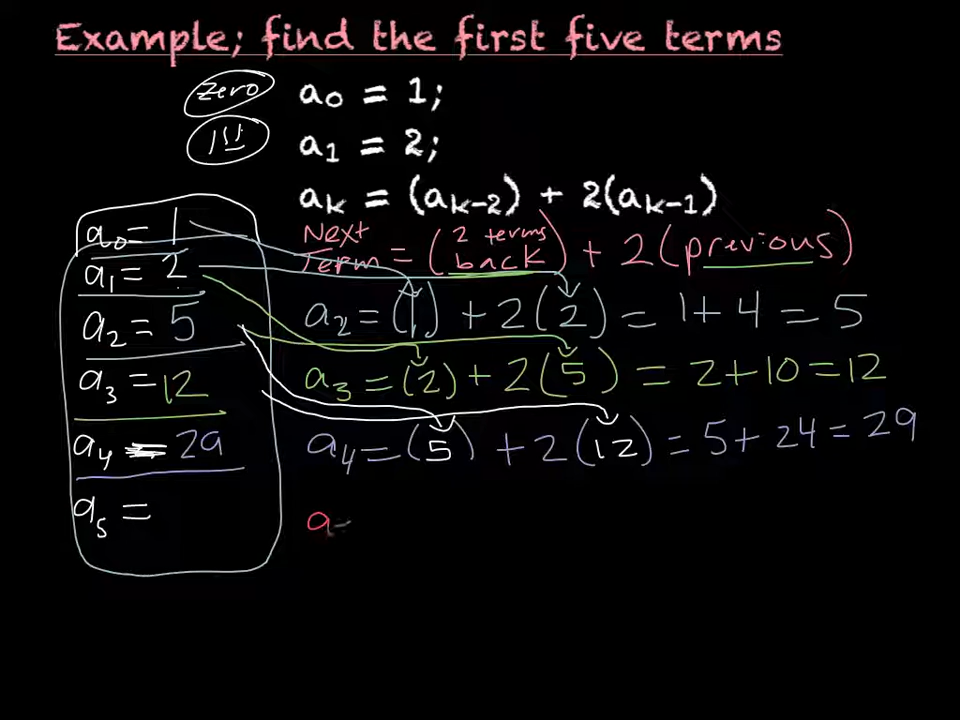 Example; find the first five terms
zero a0 = 1;
1st a1 = 2;
ak = (ak-2) + 2(ak-1)
Next Term = (2 terms back) + 2(previous)
a0 = 1
a1 = 2
a2 = 5
a3 = 12
a4 = 29
a5 =
a2 = (1) + 2(2) = 1 + 4 = 5
a3 = (2) + 2(5) = 2 + 10 = 12
a4 = (5) + 2(12) = 5 + 24 = 29
a